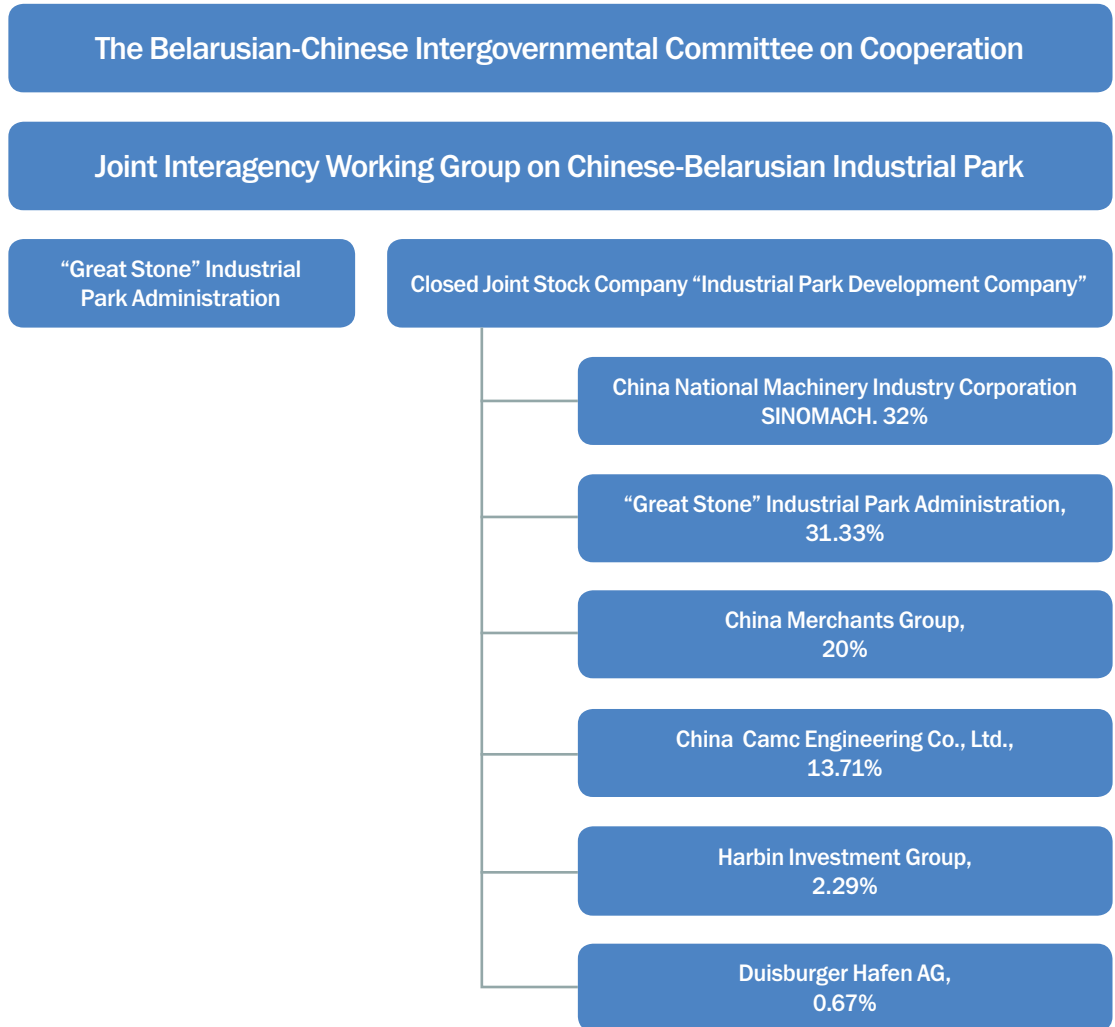 The Belarusian-Chinese Intergovernmental Committee on Cooperation
Joint Interagency Working Group on Chinese-Belarusian Industrial Park
“Great Stone” Industrial
Park Administration
Closed Joint Stock Company “Industrial Park Development Company”
China National Machinery Industry Corporation
SINOMACH. 32%
“Great Stone” Industrial Park Administration,
31.33%
China Merchants Group,
20%
China Camc Engineering Co., Ltd.,
13.71%
Harbin Investment Group,
2.29%
Duisburger Hafen AG,
0.67%